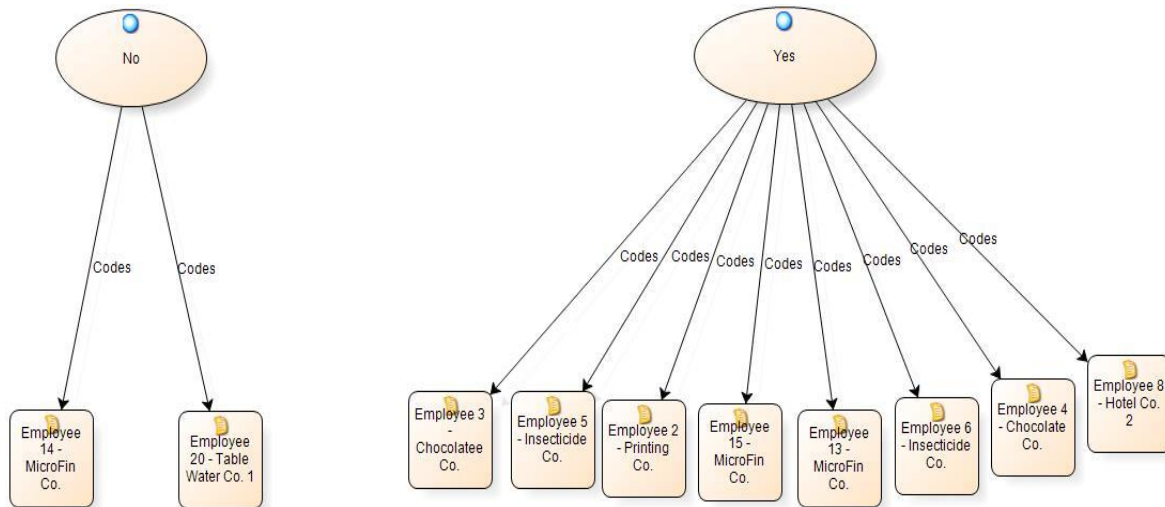 No
Yes
Codes
Codes
Codes
Codes
Codes
Codes
Codes
Codes
Codes
Codes
Employee
14 -
MicroFin
Co.
Employee
20 - Table
Water Co. 1
Employee 3
-
Chocolatee
Co.
Employee 5
- Insecticide
Co.
Employee 2
- Printing
Co.
Employee
15 -
MicroFin
Co.
Employee
13 -
MicroFin
Co.
Employee 6
- Insecticide
Co.
Employee 4
- Chocolate
Co.
Employee 8
- Hotel Co.
2